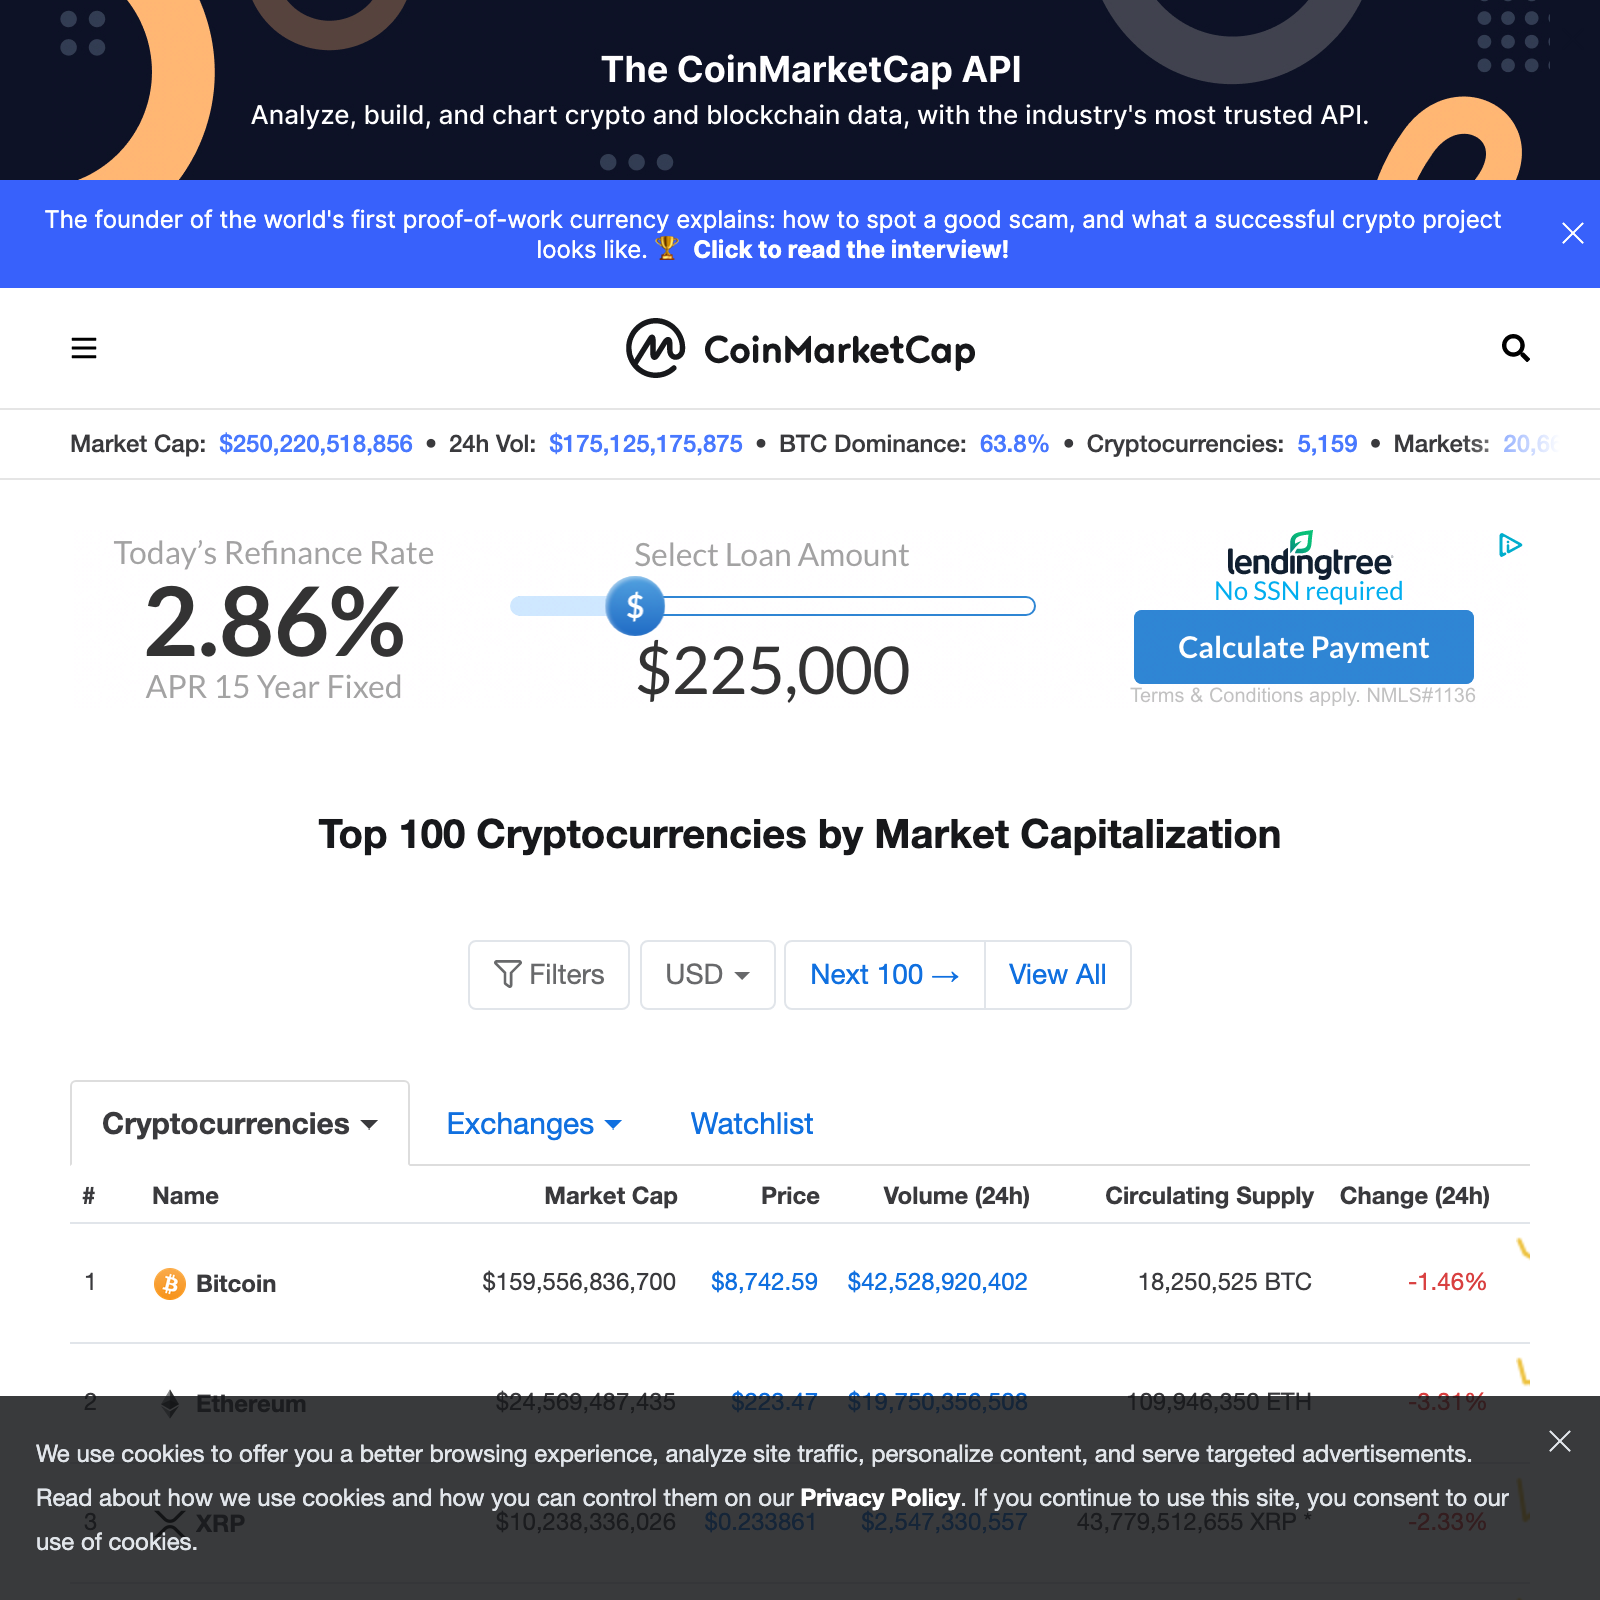 The CoinMarketCap API
Analyze, build, and chart crypto and blockchain data, with the industry's most trusted API.
The founder of the world's first proof-of-work currency explains: how to spot a good scam, and what a successful crypto project
looks like. 🏆 Click to read the interview!
CoinMarketCap
Market Cap: $250,220,518,856 • 24h Vol: $175,125,175,875 • BTC Dominance: 63.8% • Cryptocurrencies: 5,159 • Markets: 20,6
Today's Refinance Rate
2.86%
APR 15 Year Fixed
Select Loan Amount
$
$225,000
lendingtree
No SSN required
Calculate Payment
Terms & Conditions apply. NMLS#1136
Top 100 Cryptocurrencies by Market Capitalization
Filters USD Next 100 → View All
Cryptocurrencies Exchanges Watchlist
# Name Market Cap Price Volume (24h) Circulating Supply Change (24h)
1 Bitcoin $159,556,836,700 $8,742.59 $42,528,920,402 18,250,525 BTC -1.46%
2 Ethereum $24,569,487,435 $223.47 $19,750,356,508 109,946,350 ETH -3.31%
We use cookies to offer you a better browsing experience, analyze site traffic, personalize content, and serve targeted advertisements.
Read about how we use cookies and how you can control them on our Privacy Policy. If you continue to use this site, you consent to our
3 XRP $10,238,336,026 $0.233861 $2,547,330,557 43,779,512,655 XRP * -2.33%
use of cookies.